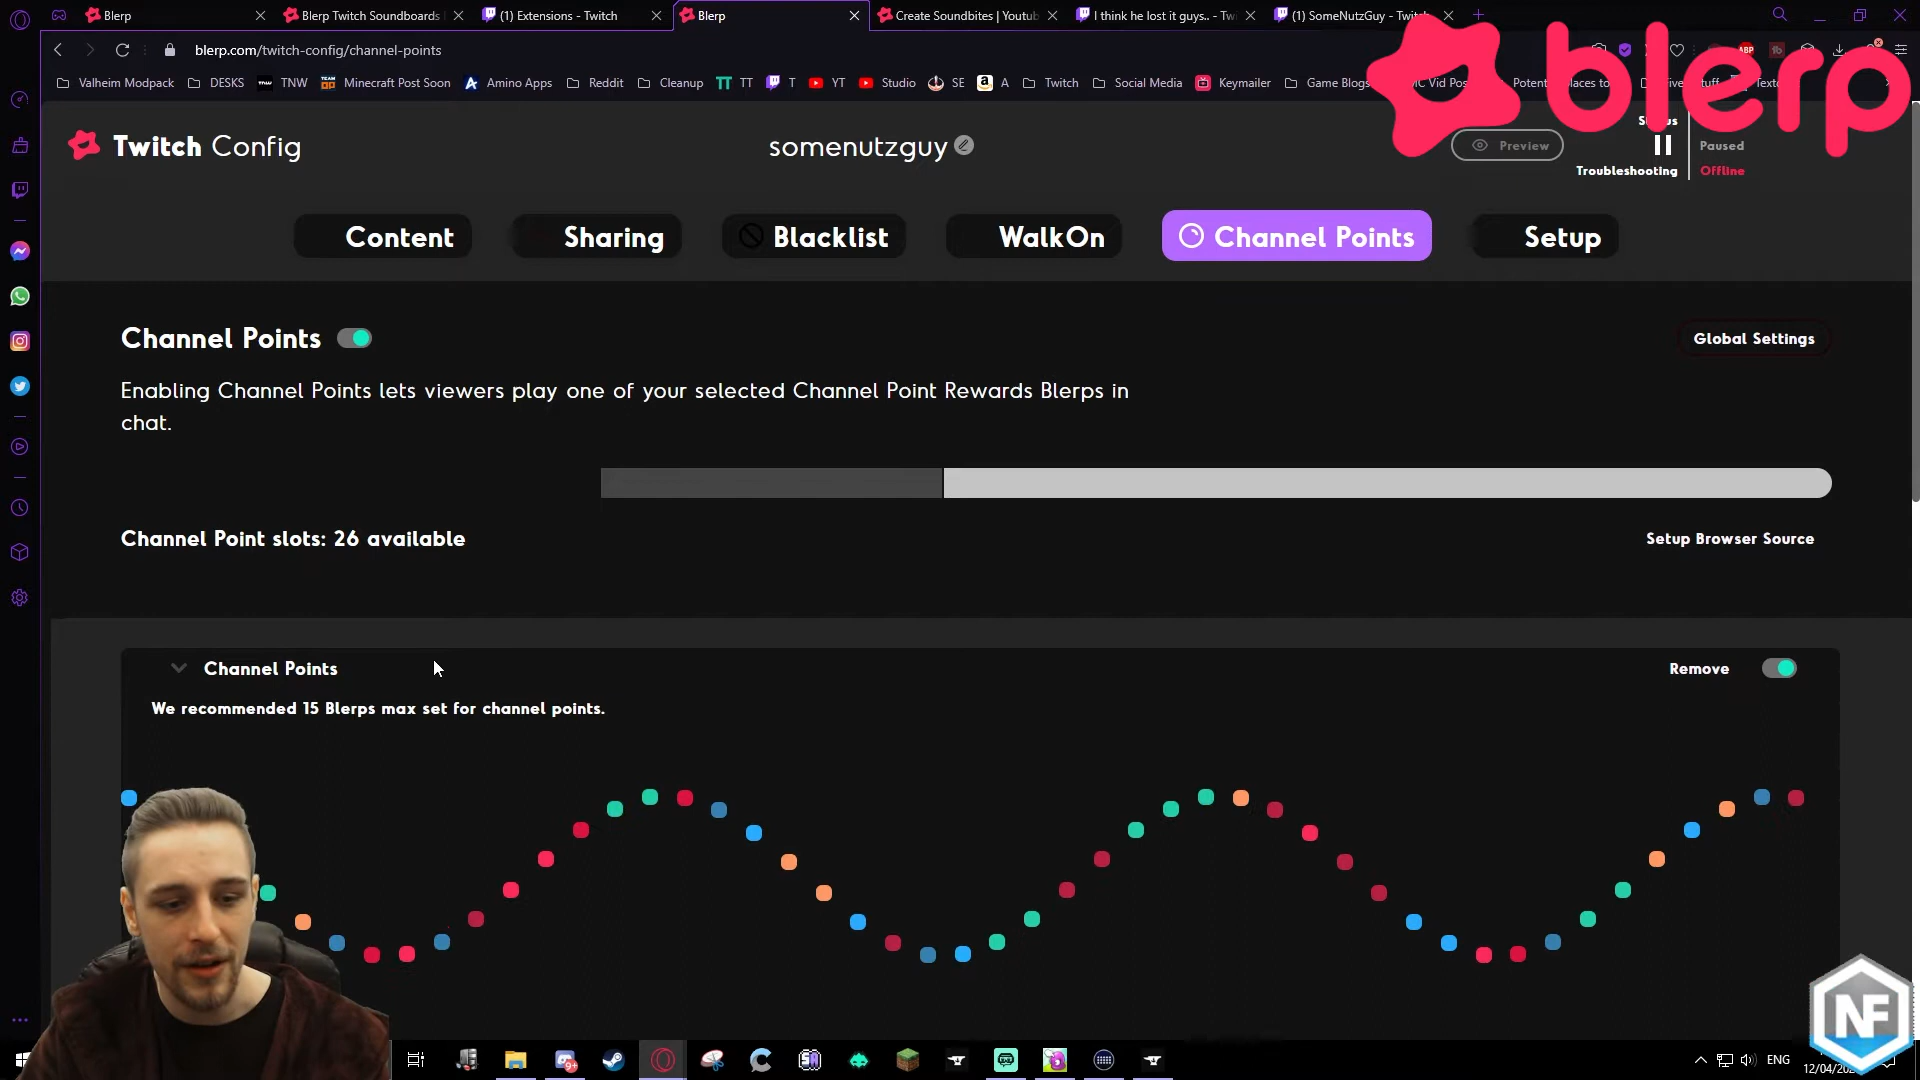 Blerp
Blerp Twitch Soundboards
(1) Extensions - Twitch
Blerp
Create Soundbites | Youtub
I think he lost it guys.. - Tw
(1) SomeNutzGuy - Twitch
blerp.com/twitch-config/channel-points
ABP
Valheim Modpack
DESKS
TNW
Minecraft Post Soon
Amino Apps
Reddit
Cleanup
TT
T
YT
Studio
SE
A
Twitch
Social Media
Keymailer
Game Blogs
blerp
Twitch Config
somenutzguy
Preview
Paused
Troubleshooting
Offline
Content
Sharing
Blacklist
WalkOn
Channel Points
Setup
Channel Points
Global Settings
Enabling Channel Points lets viewers play one of your selected Channel Point Rewards Blerps in
chat.
Channel Point slots: 26 available
Setup Browser Source
Channel Points
Remove
We recommended 15 Blerps max set for channel points.
NF
ENG